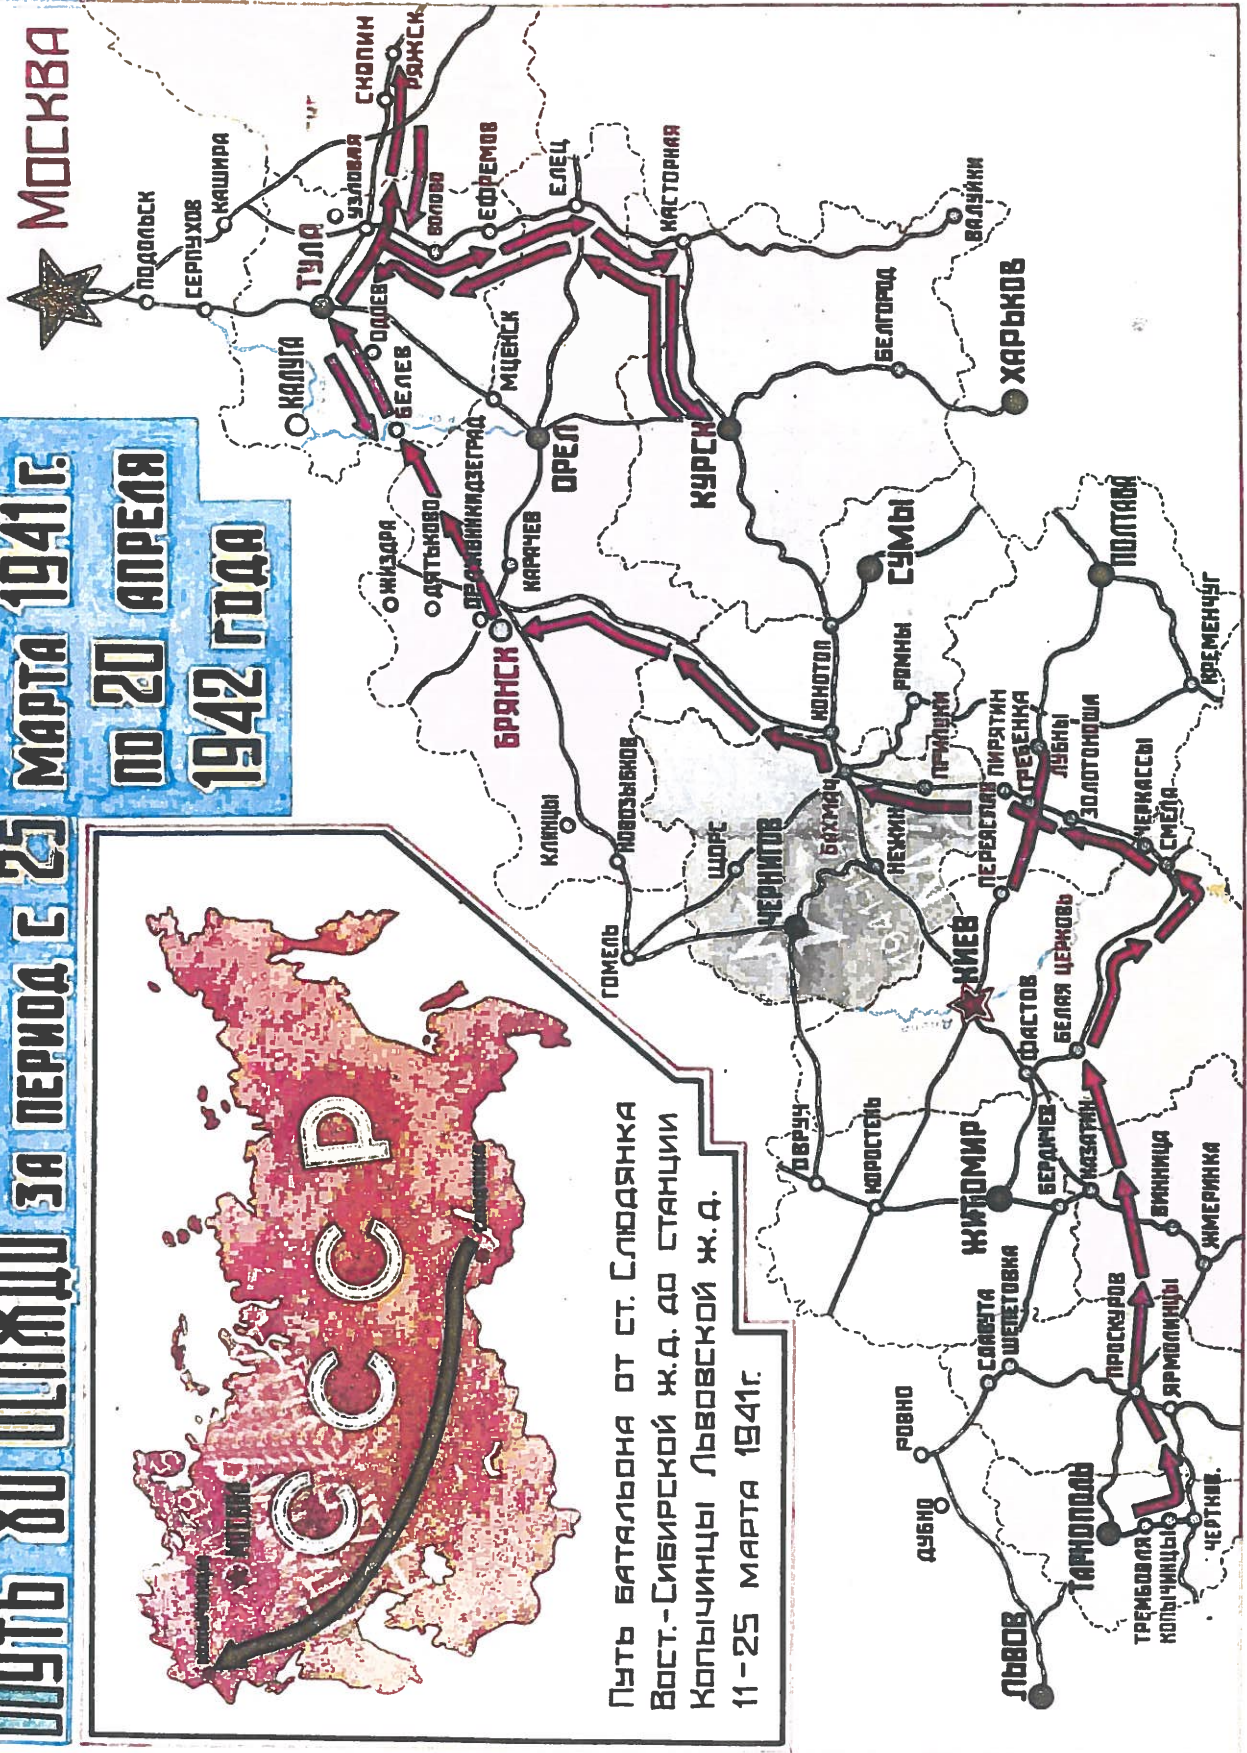 ПУТЬ
ЗА ПЕРИОД С 25 МАРТА 1941г.
ПО 20 АПРЕЛЯ
1942 ГОДА
МОСКВА
СССР
МОСКВА
ПУТЬ БАТАЛЬОНА ОТ СТ. СЛЮДЯНКА
ВОСТ.-СИБИРСКОЙ Ж.Д. ДО СТАНЦИИ
КОПЫЧИНЦЫ ЛЬВОВСКОЙ Ж.Д.
11-25 МАРТА 1941г.
ПОДОЛЬСК
СЕРПУХОВ
КАШИРА
СКОПИН
РЯЖСК
УЗЛОВАЯ
ТУЛА
КАЛУГА
ОДОЕВ
ВОЛОВО
ЕФРЕМОВ
ЕЛЕЦ
КАСТОРНАЯ
ВАЛУЙКИ
БЕЛЕВ
МЦЕНСК
ОРЕЛ
КУРСК
БЕЛГОРОД
ХАРЬКОВ
ЖИЗДРА
ДЯТЬКОВО
ОРДЖОНИКИДЗЕГРАД
КАРАЧЕВ
БРЯНСК
СУМЫ
ПОЛТАВА
КРЕМЕНЧУГ
КОНОТОП
РОМНЫ
БАХМАЧ
ПРИЛУКИ
ПИРЯТИН
ГРЕБЕНКА
ЛУБНЫ
ЗОЛОТОНОША
ЧЕРКАССЫ
СМЕЛА
КЛИНЦЫ
НОВОЗЫБКОВ
ЩОРС
ЧЕРНИГОВ
НЕЖИН
ПЕРЕЯСЛАВ
ГОМЕЛЬ
КИЕВ
ФАСТОВ
БЕЛАЯ ЦЕРКОВЬ
ОВРУЧ
КОРОСТЕНЬ
ЖИТОМИР
БЕРДИЧЕВ
КАЗАТИН
ВИННИЦА
ЖМЕРИНКА
СЛАВУТА
ШЕПЕТОВКА
ПРОСКУРОВ
ЯРМОЛИНЦЫ
РОВНО
ДУБНО
ТАРНОПОЛЬ
ТРЕМБОВЛЯ
КОПЫЧИНЦЫ
ЧЕРТКОВ.
ЛЬВОВ